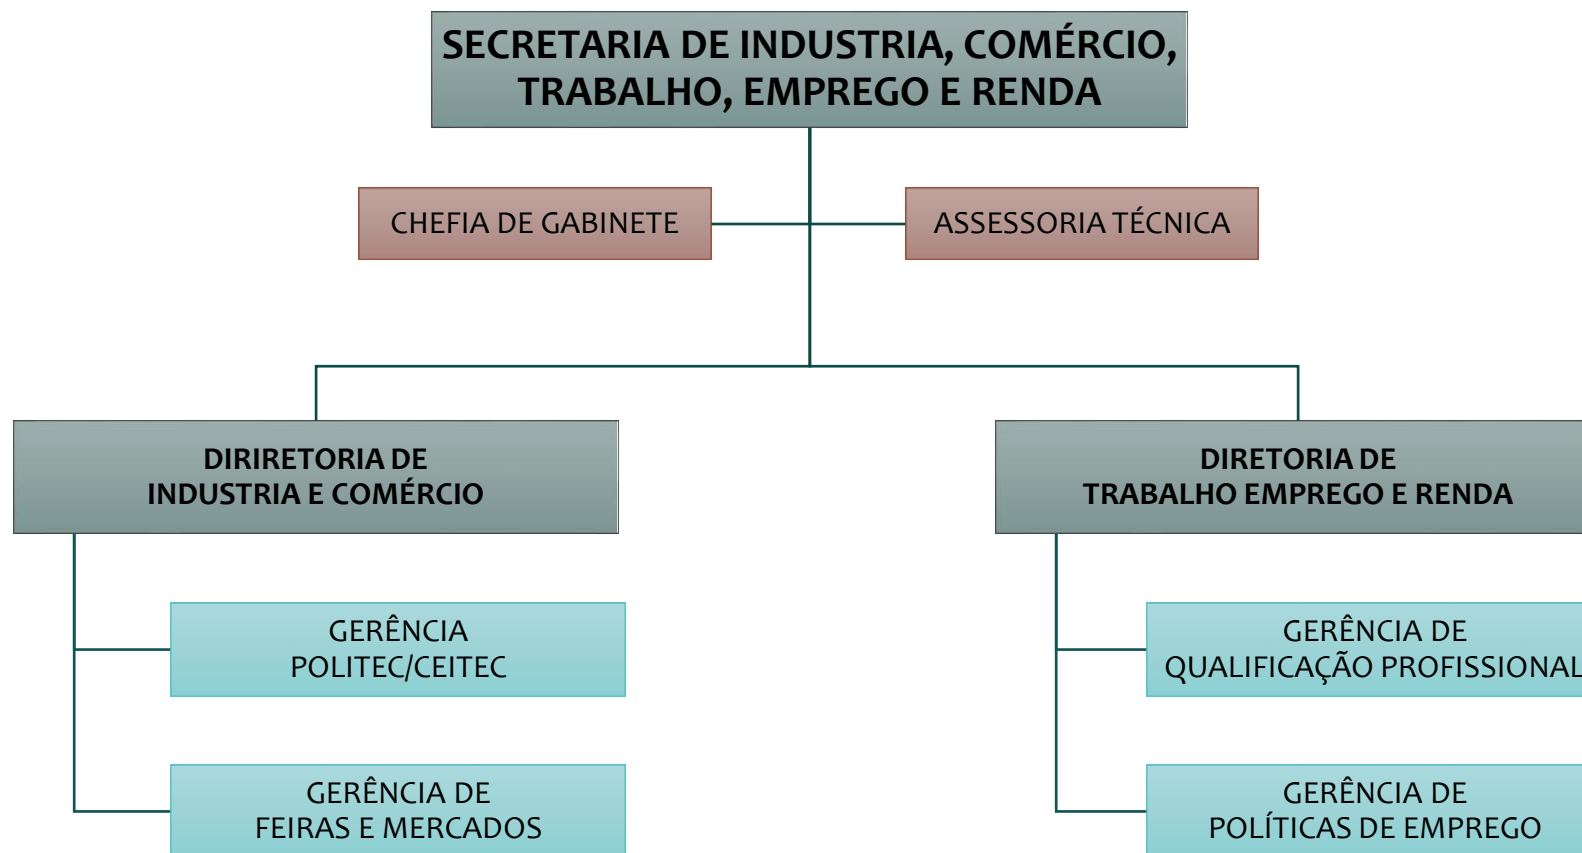 SECRETARIA DE INDUSTRIA, COMÉRCIO,
TRABALHO, EMPREGO E RENDA
CHEFIA DE GABINETE
ASSESSORIA TÉCNICA
DIRIRETORIA DE
INDUSTRIA E COMÉRCIO
DIRETORIA DE
TRABALHO EMPREGO E RENDA
GERÊNCIA
POLITEC/CEITEC
GERÊNCIA DE
QUALIFICAÇÃO PROFISSIONAL
GERÊNCIA DE
FEIRAS E MERCADOS
GERÊNCIA DE
POLÍTICAS DE EMPREGO